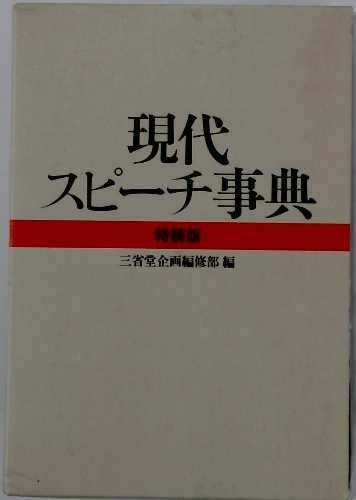 現代
スピーチ事典
特製版
三省堂企画編修部 編